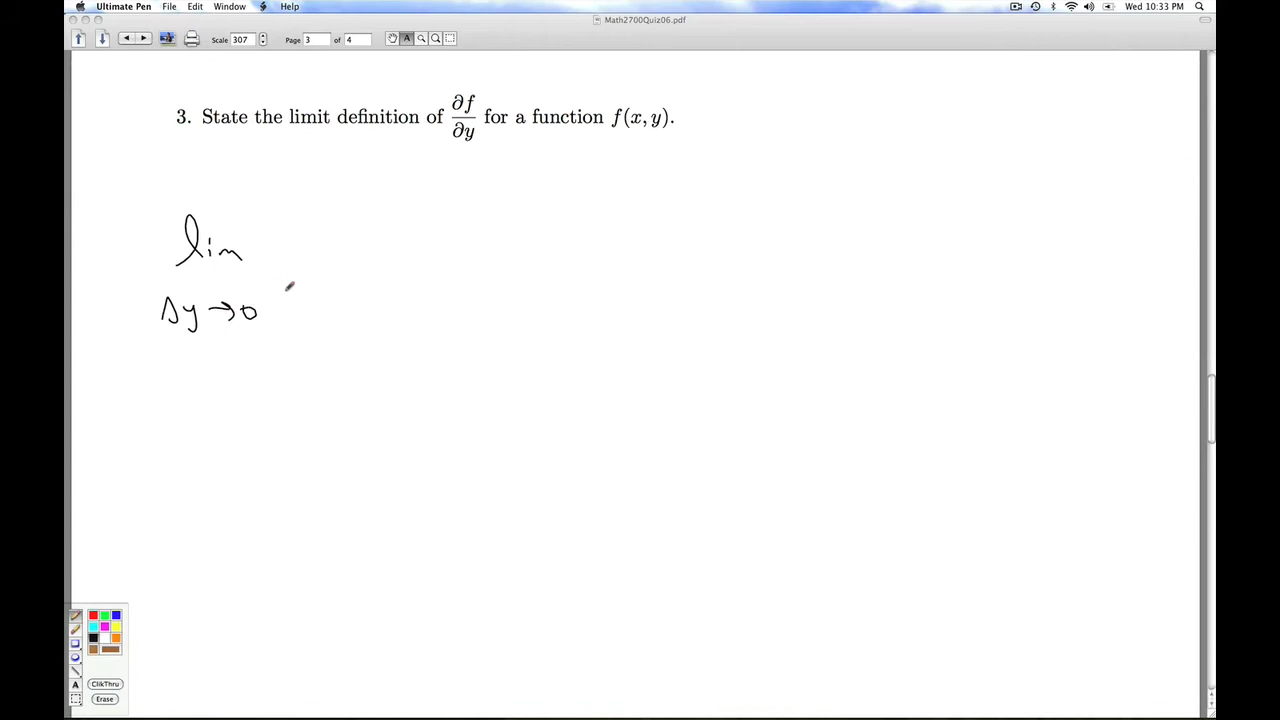 Ultimate Pen File Edit Window Help Wed 10:33 PM
Math2700Quiz06.pdf
Scale 307 Page 3 of 4 A
3. State the limit definition of ∂f/∂y for a function f(x, y).
lim
Δy → 0
A
ClikThru
Erase